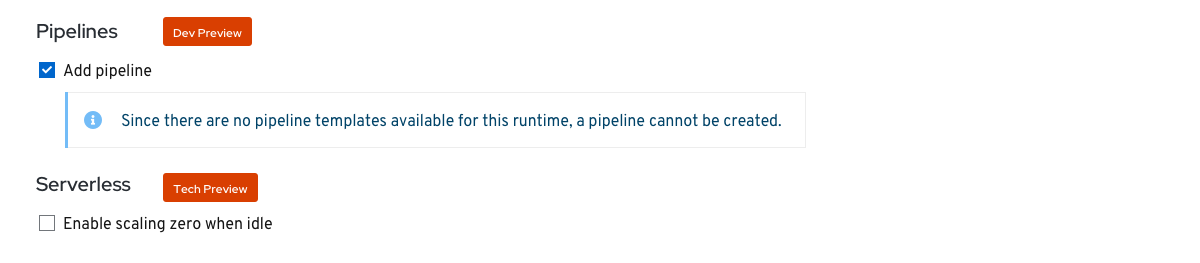 Pipelines Dev Preview
Add pipeline
Since there are no pipeline templates available for this runtime, a pipeline cannot be created.
Serverless Tech Preview
Enable scaling zero when idle